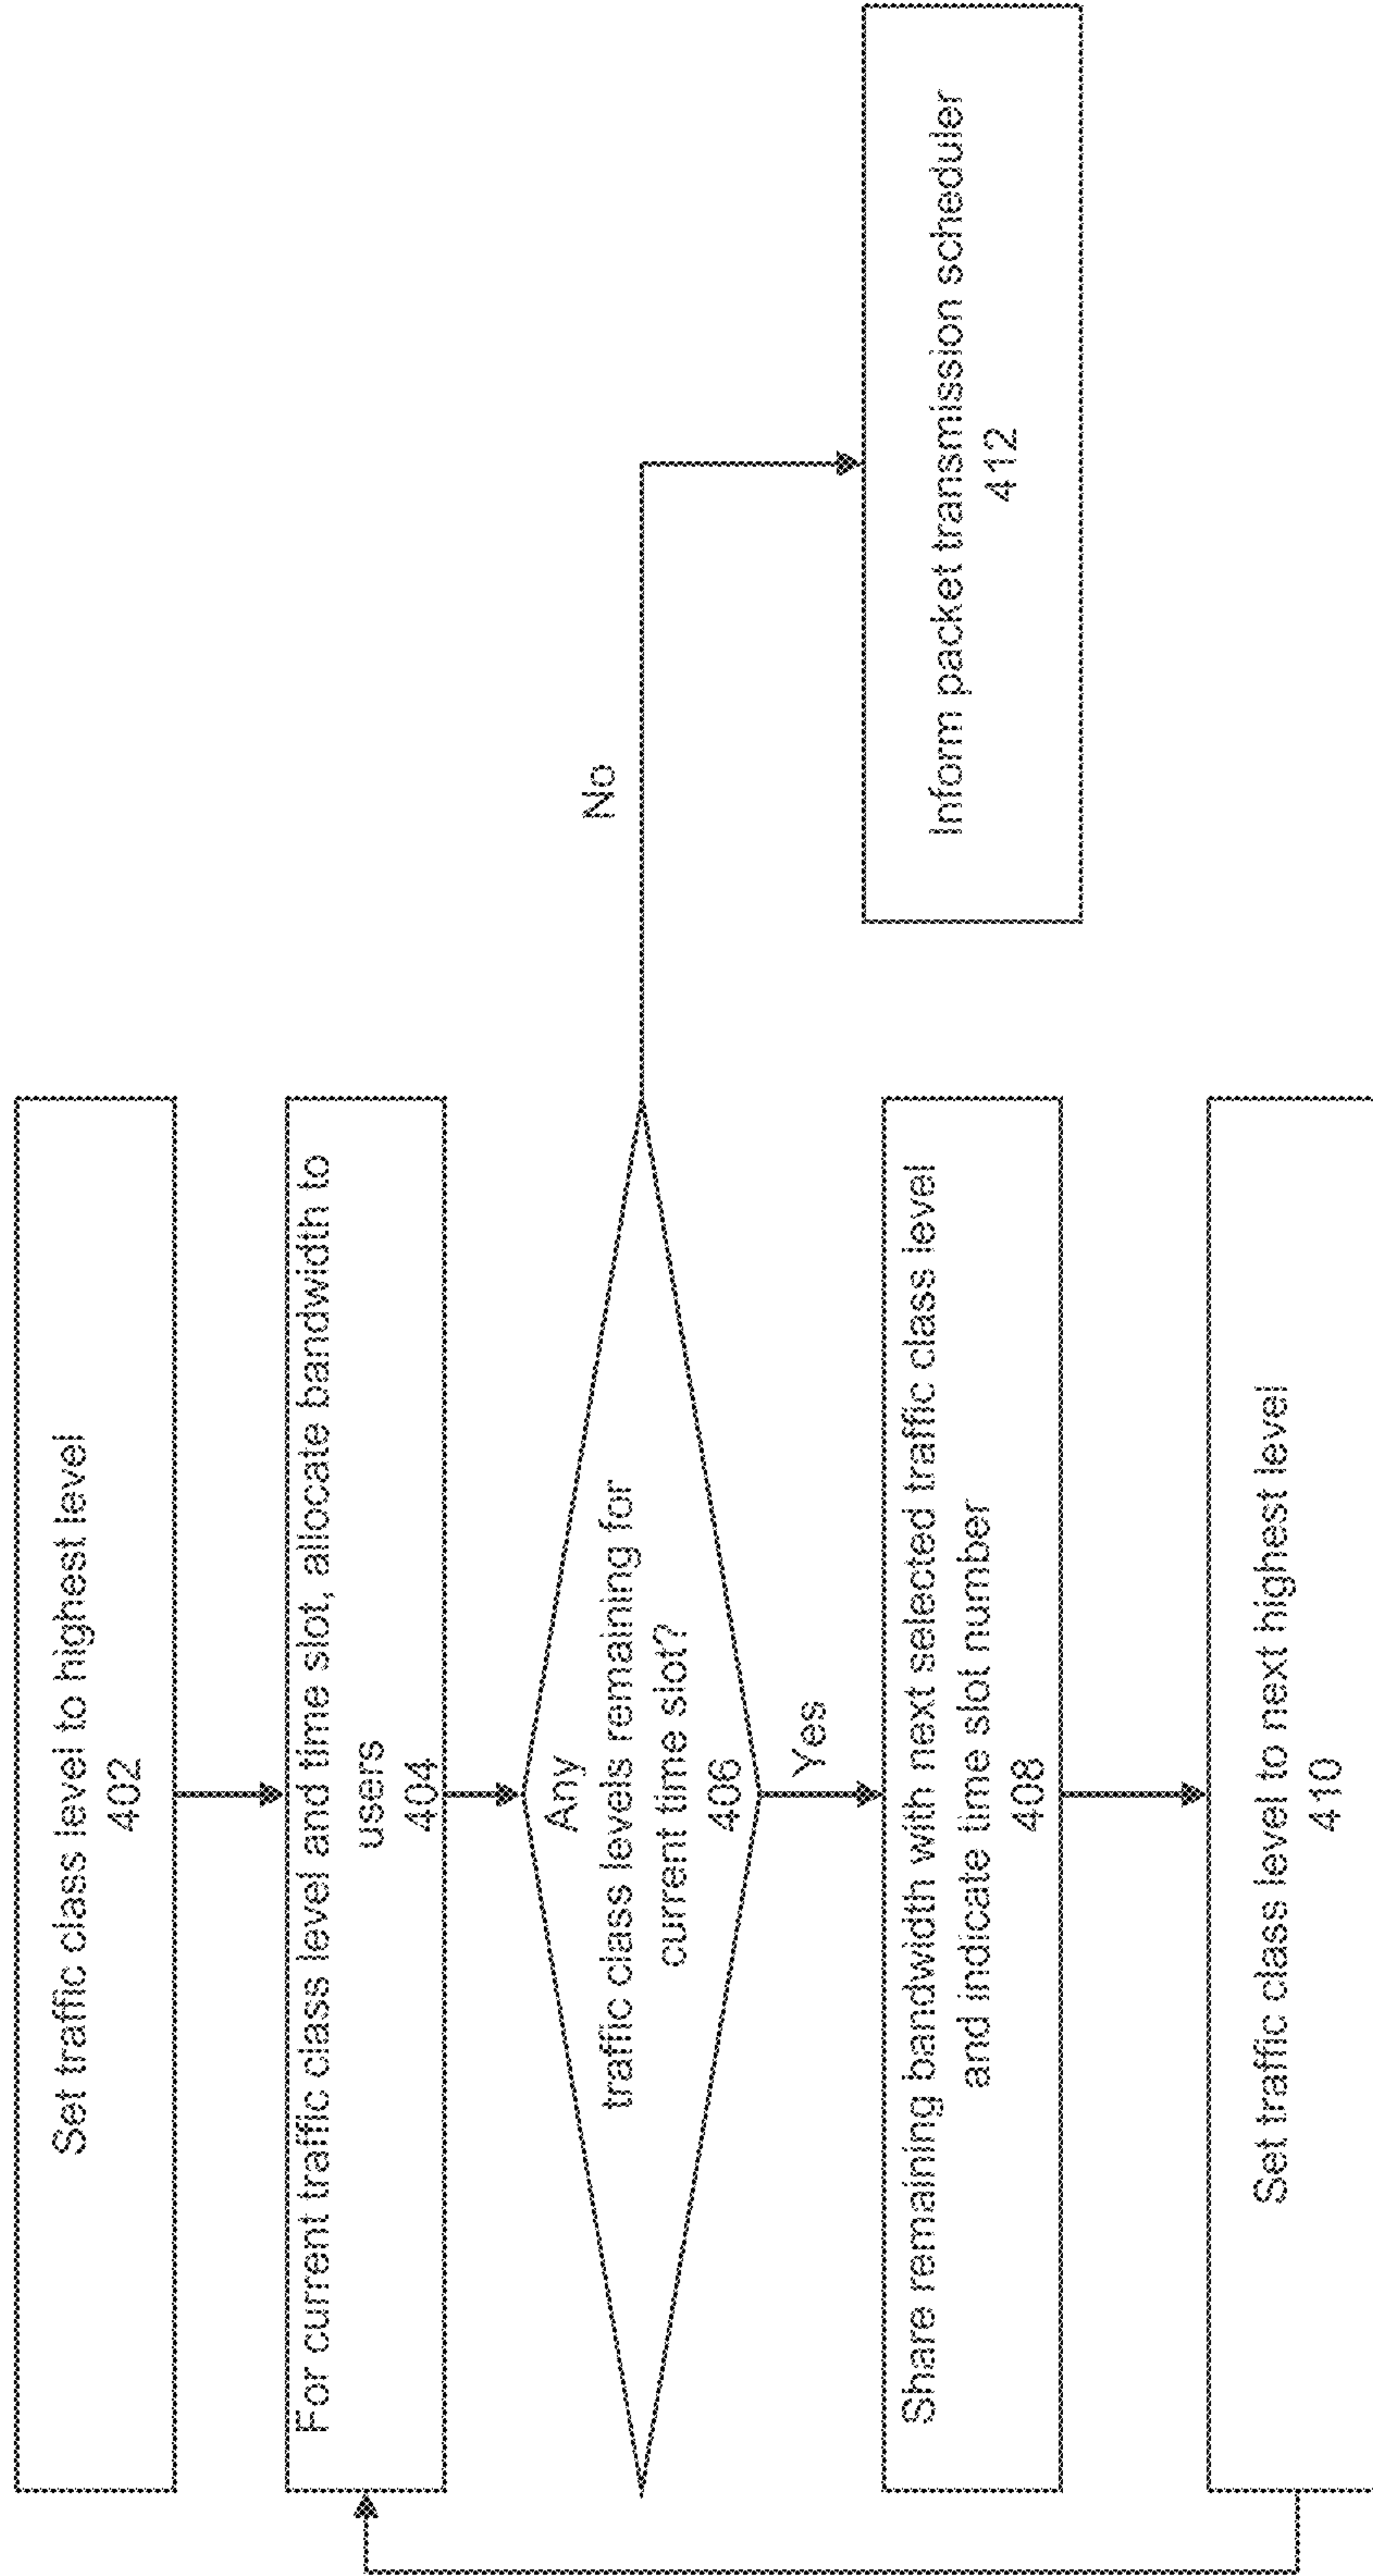 Set traffic class level to highest level
402
For current traffic class level and time slot, allocate bandwidth to
users
404
Any
traffic class levels remaining for
current time slot?
406
No
Yes
Share remaining bandwidth with next selected traffic class level
and indicate time slot number
408
Inform packet transmission scheduler
412
Set traffic class level to next highest level
410